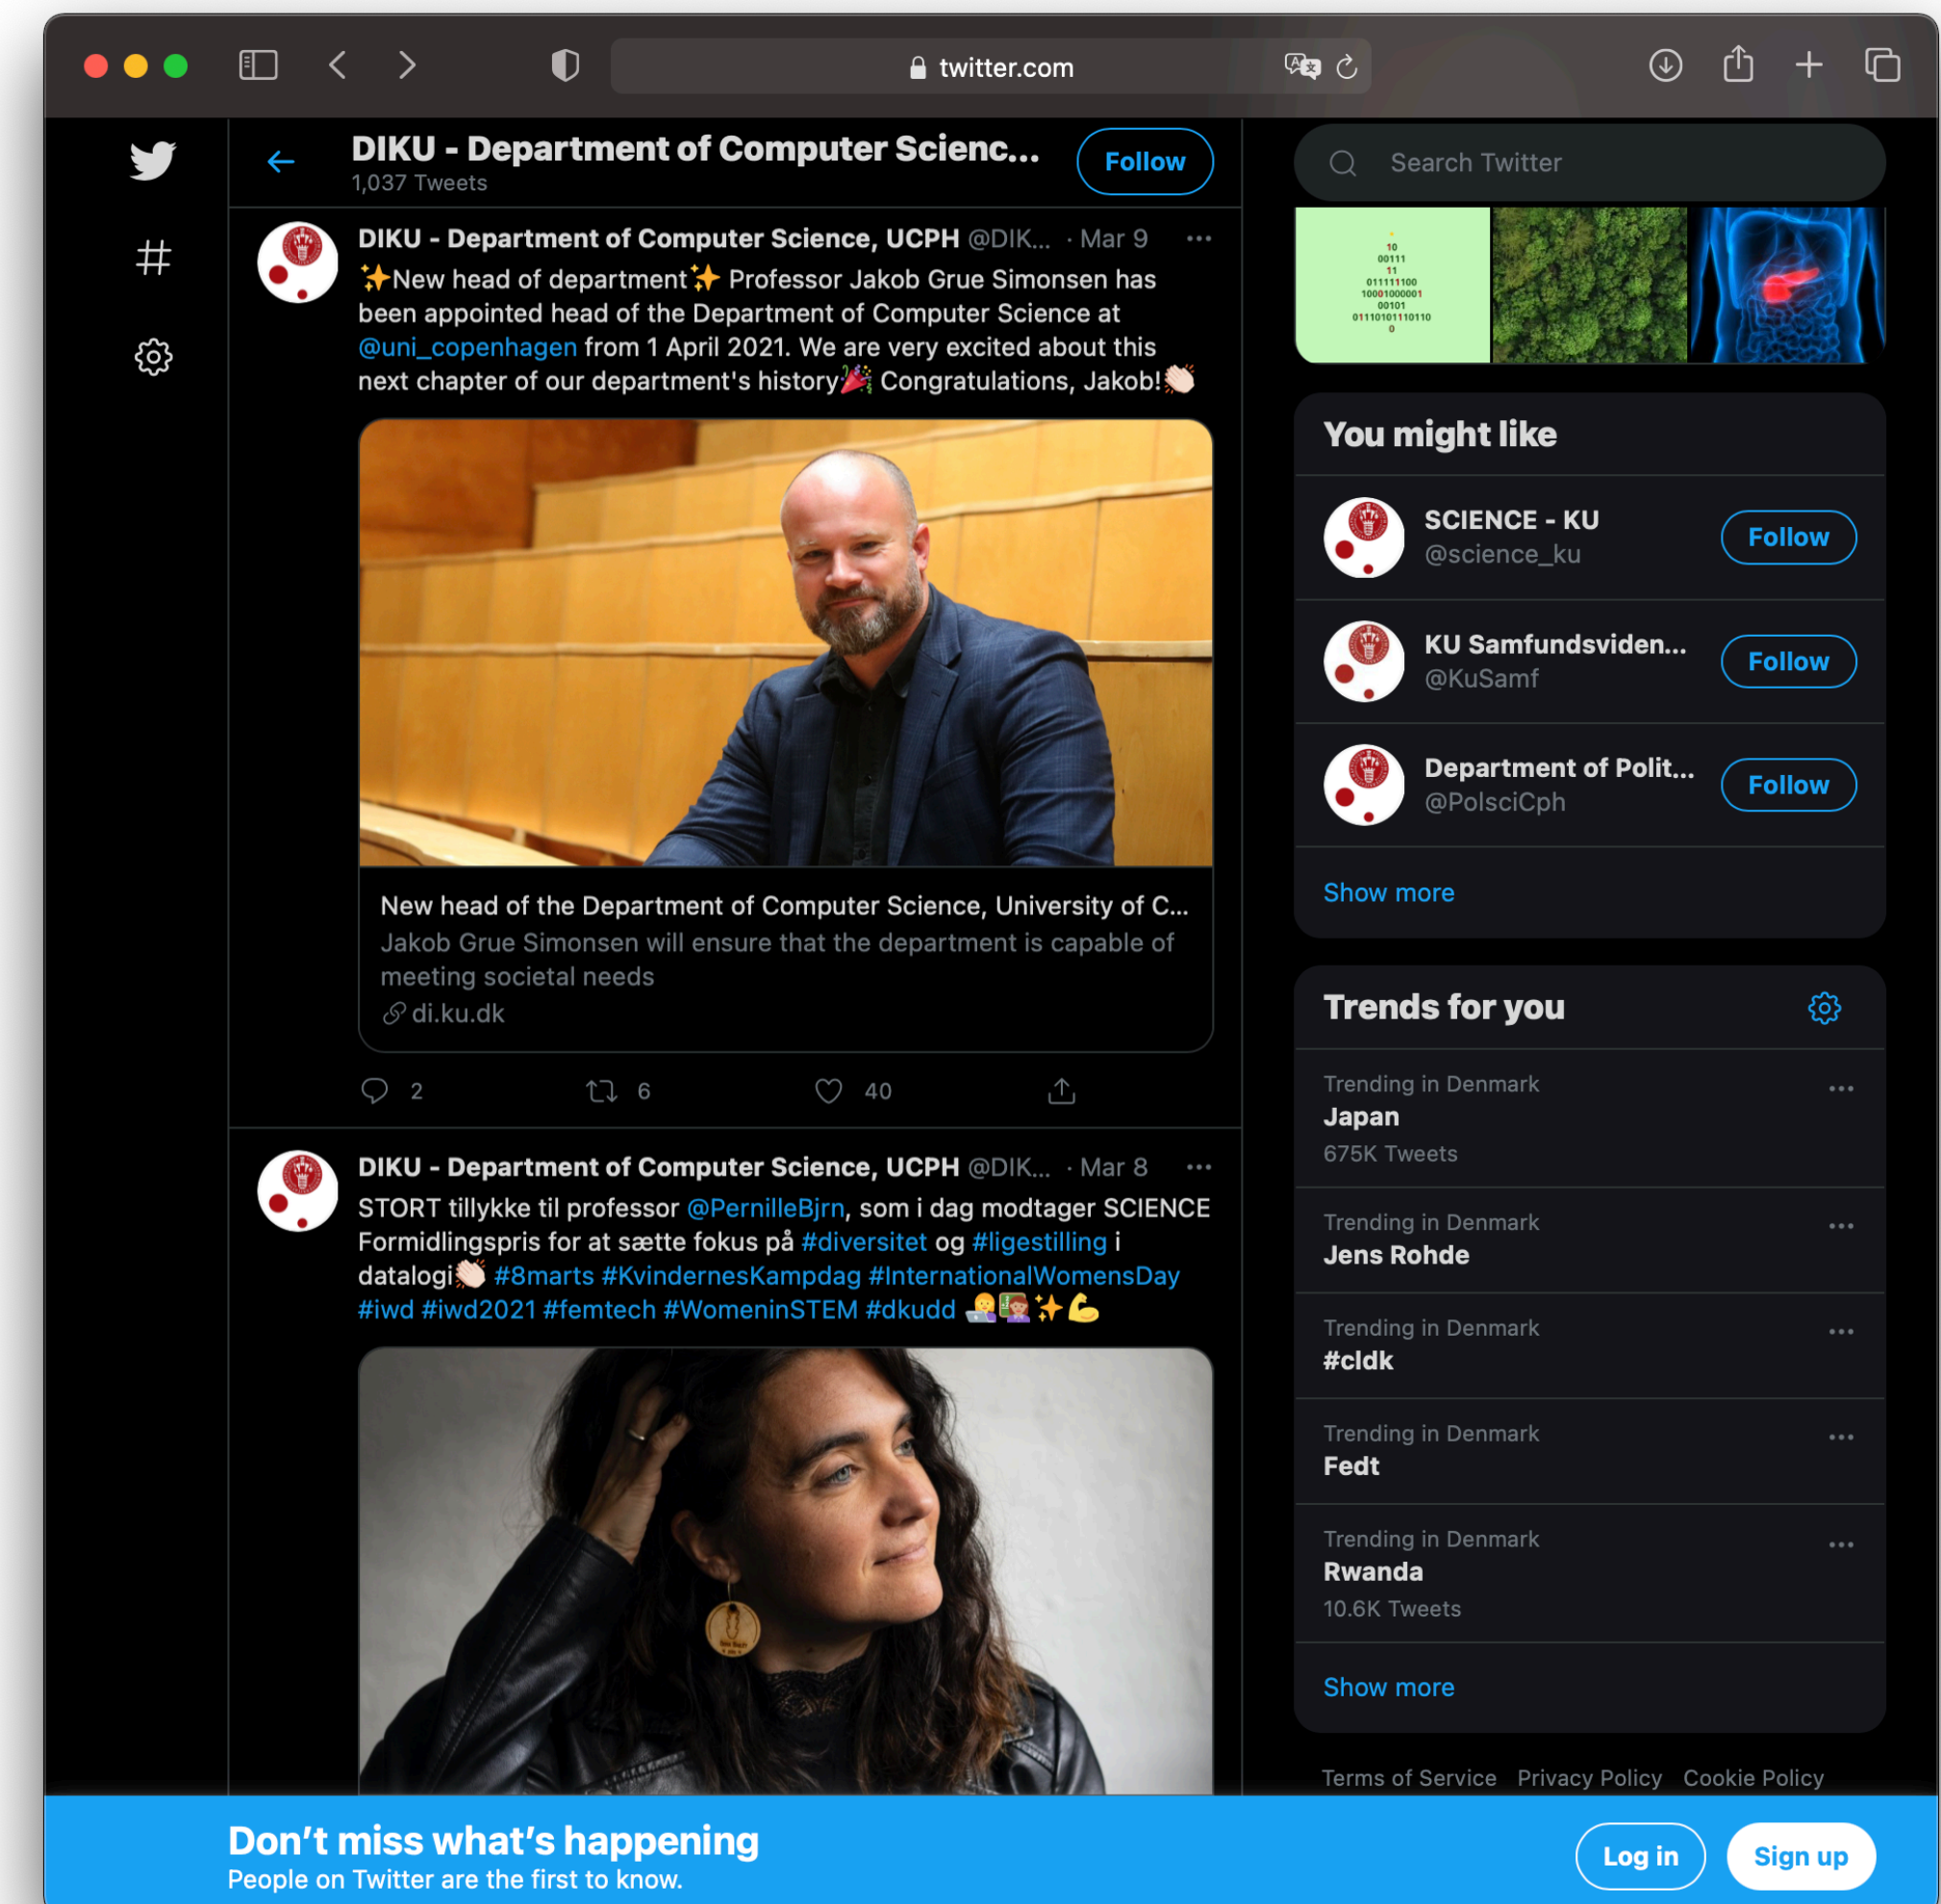 twitter.com
DIKU - Department of Computer Scienc...
1,037 Tweets
Follow
DIKU - Department of Computer Science, UCPH @DIK... · Mar 9
✨New head of department✨ Professor Jakob Grue Simonsen has
been appointed head of the Department of Computer Science at
@uni_copenhagen from 1 April 2021. We are very excited about this
next chapter of our department's history🎉 Congratulations, Jakob!👏🏻
New head of the Department of Computer Science, University of C...
Jakob Grue Simonsen will ensure that the department is capable of
meeting societal needs
di.ku.dk
2 6 40
DIKU - Department of Computer Science, UCPH @DIK... · Mar 8
STORT tillykke til professor @PernilleBjrn, som i dag modtager SCIENCE
Formidlingspris for at sætte fokus på #diversitet og #ligestilling i
datalogi👏🏻 #8marts #KvindernesKampdag #InternationalWomensDay
#iwd #iwd2021 #femtech #WomeninSTEM #dkudd 👩‍💻👩🏽‍🏫✨💪
Search Twitter
10
00111
11
011111100
10001000001
00101
01110101110110
0
You might like
SCIENCE - KU
@science_ku
Follow
KU Samfundsviden...
@KuSamf
Follow
Department of Polit...
@PolsciCph
Follow
Show more
Trends for you
Trending in Denmark
Japan
675K Tweets
Trending in Denmark
Jens Rohde
Trending in Denmark
#cldk
Trending in Denmark
Fedt
Trending in Denmark
Rwanda
10.6K Tweets
Show more
Terms of Service Privacy Policy Cookie Policy
Don't miss what's happening
People on Twitter are the first to know.
Log in
Sign up